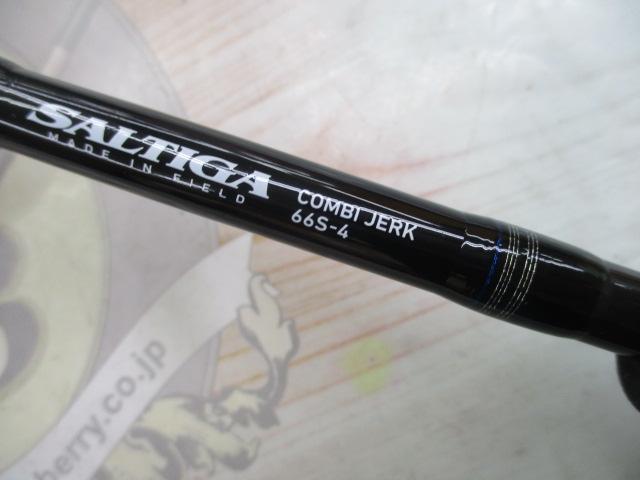 SALTIGA
MADE IN FIELD
COMBI JERK
66S-4
berry.co.jp